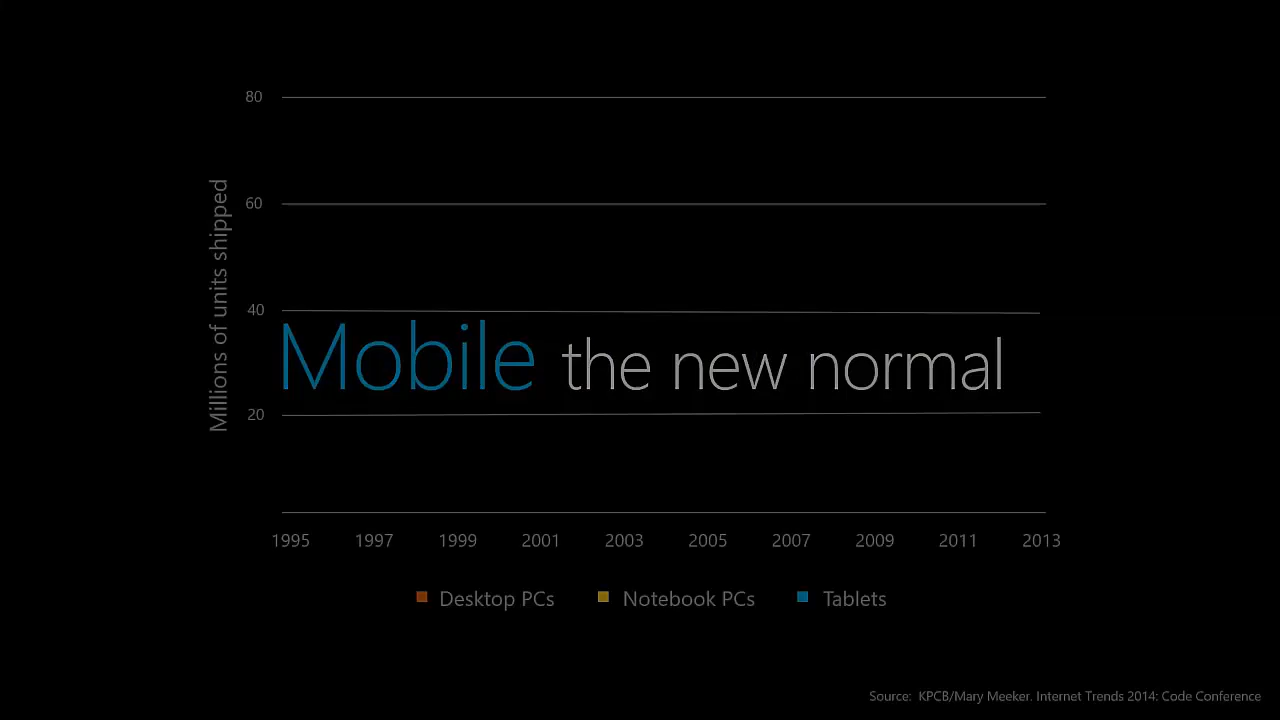 80
60
Millions of units shipped
40
Mobile the new normal
20
1995 1997 1999 2001 2003 2005 2007 2009 2011 2013
Desktop PCs Notebook PCs Tablets
Source: KPCB/Mary Meeker. Internet Trends 2014: Code Conference